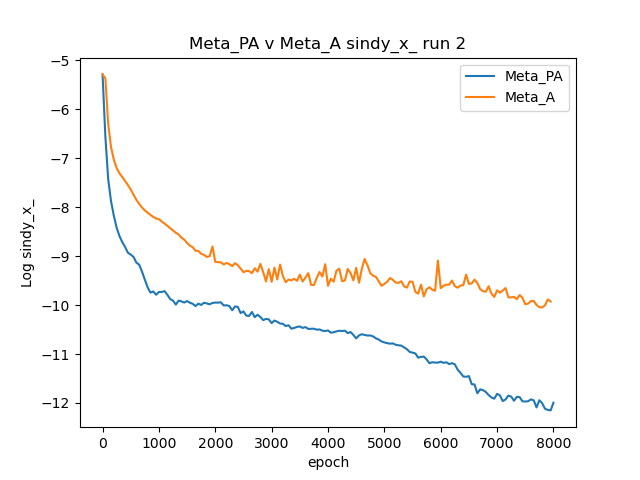 Meta_PA v Meta_A sindy_x_ run 2
Meta_PA
Meta_A
Log sindy_x_
−5
−6
−7
−8
−9
−10
−11
−12
0 1000 2000 3000 4000 5000 6000 7000 8000
epoch